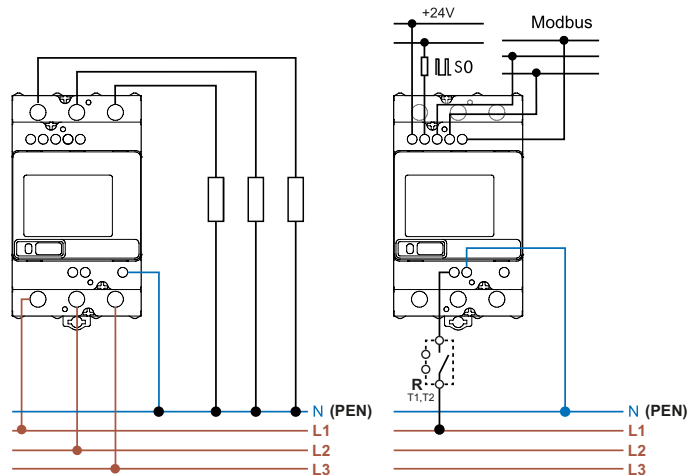 +24V
Modbus
S0
N (PEN)
L1
L2
L3
R
T1,T2
N (PEN)
L1
L2
L3